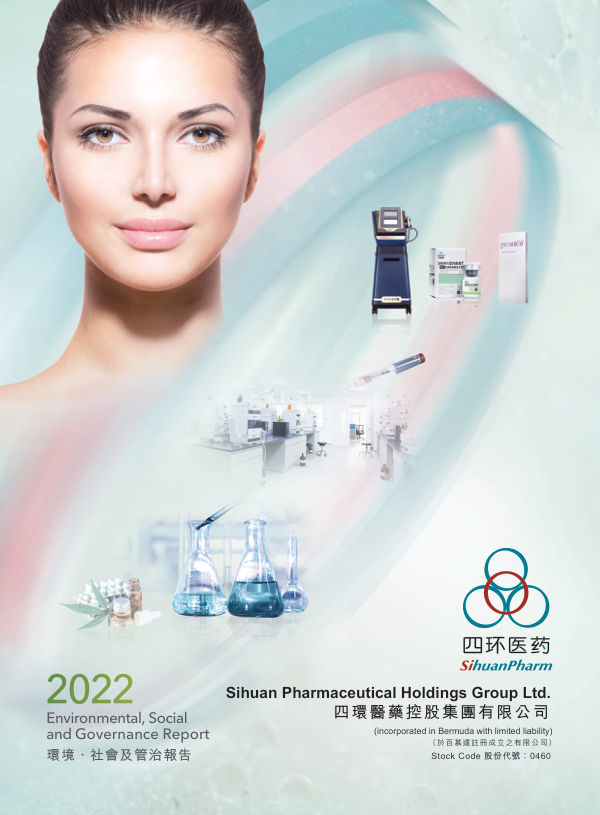 四环医药
SihuanPharm
2022
Environmental, Social
and Governance Report
環境、社會及管治報告
Sihuan Pharmaceutical Holdings Group Ltd.
四環醫藥控股集團有限公司
(incorporated in Bermuda with limited liability)
（於百慕達註冊成立之有限公司）
Stock Code 股份代號：0460